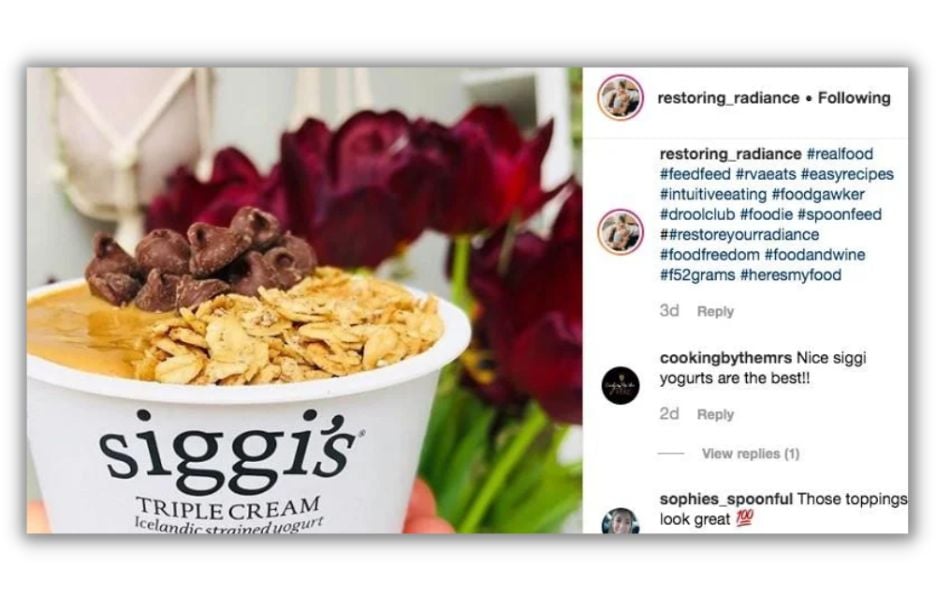 restoring_radiance • Following
restoring_radiance #realfood
#feedfeed #rvaeats #easyrecipes
#intuitiveeating #foodgawker
#droolclub #foodie #spoonfeed
##restoreyourradiance
#foodfreedom #foodandwine
#f52grams #heresmyfood
3d Reply
cookingbythemrs Nice siggi
yogurts are the best!!
2d Reply
View replies (1)
sophies_spoonful Those toppings
look great 💯
siggi's®
TRIPLE CREAM
Icelandic strained yogurt